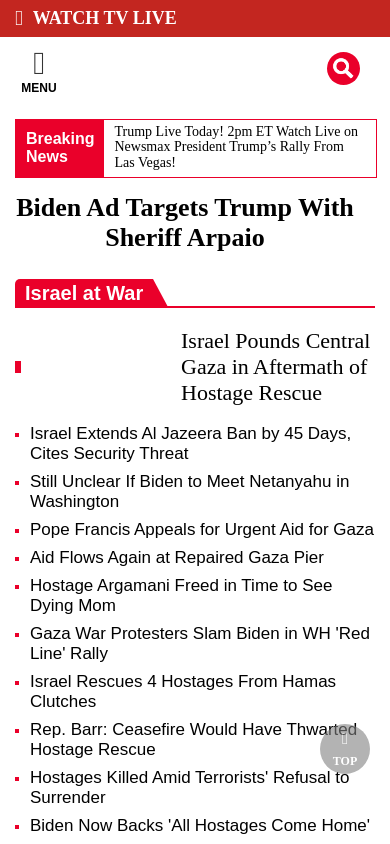 WATCH TV LIVE
MENU
Breaking
News
Trump Live Today! 2pm ET Watch Live on
Newsmax President Trump’s Rally From
Las Vegas!
Biden Ad Targets Trump With
Sheriff Arpaio
Israel at War
Israel Pounds Central
Gaza in Aftermath of
Hostage Rescue
Israel Extends Al Jazeera Ban by 45 Days,
Cites Security Threat
Still Unclear If Biden to Meet Netanyahu in
Washington
Pope Francis Appeals for Urgent Aid for Gaza
Aid Flows Again at Repaired Gaza Pier
Hostage Argamani Freed in Time to See
Dying Mom
Gaza War Protesters Slam Biden in WH 'Red
Line' Rally
Israel Rescues 4 Hostages From Hamas
Clutches
Rep. Barr: Ceasefire Would Have Thwarted
Hostage Rescue
TOP
Hostages Killed Amid Terrorists' Refusal to
Surrender
Biden Now Backs 'All Hostages Come Home'